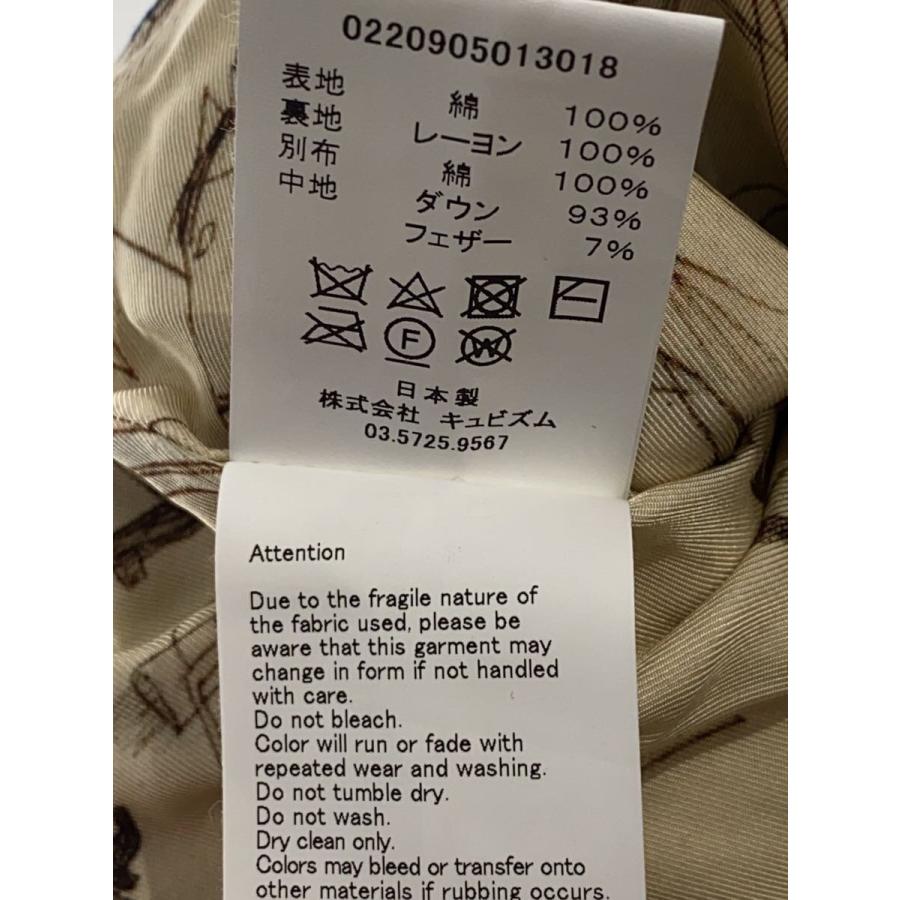 0220905013018
表地 綿 100%
裏地 レーヨン 100%
別布 綿 100%
中地 ダウン 93%
フェザー 7%
F
W
日本製
株式会社 キュビズム
03.5725.9567
Attention
Due to the fragile nature of
the fabric used, please be
aware that this garment may
change in form if not handled
with care.
Do not bleach.
Color will run or fade with
repeated wear and washing.
Do not tumble dry.
Do not wash.
Dry clean only.
Colors may bleed or transfer onto
other materials if rubbing occurs.